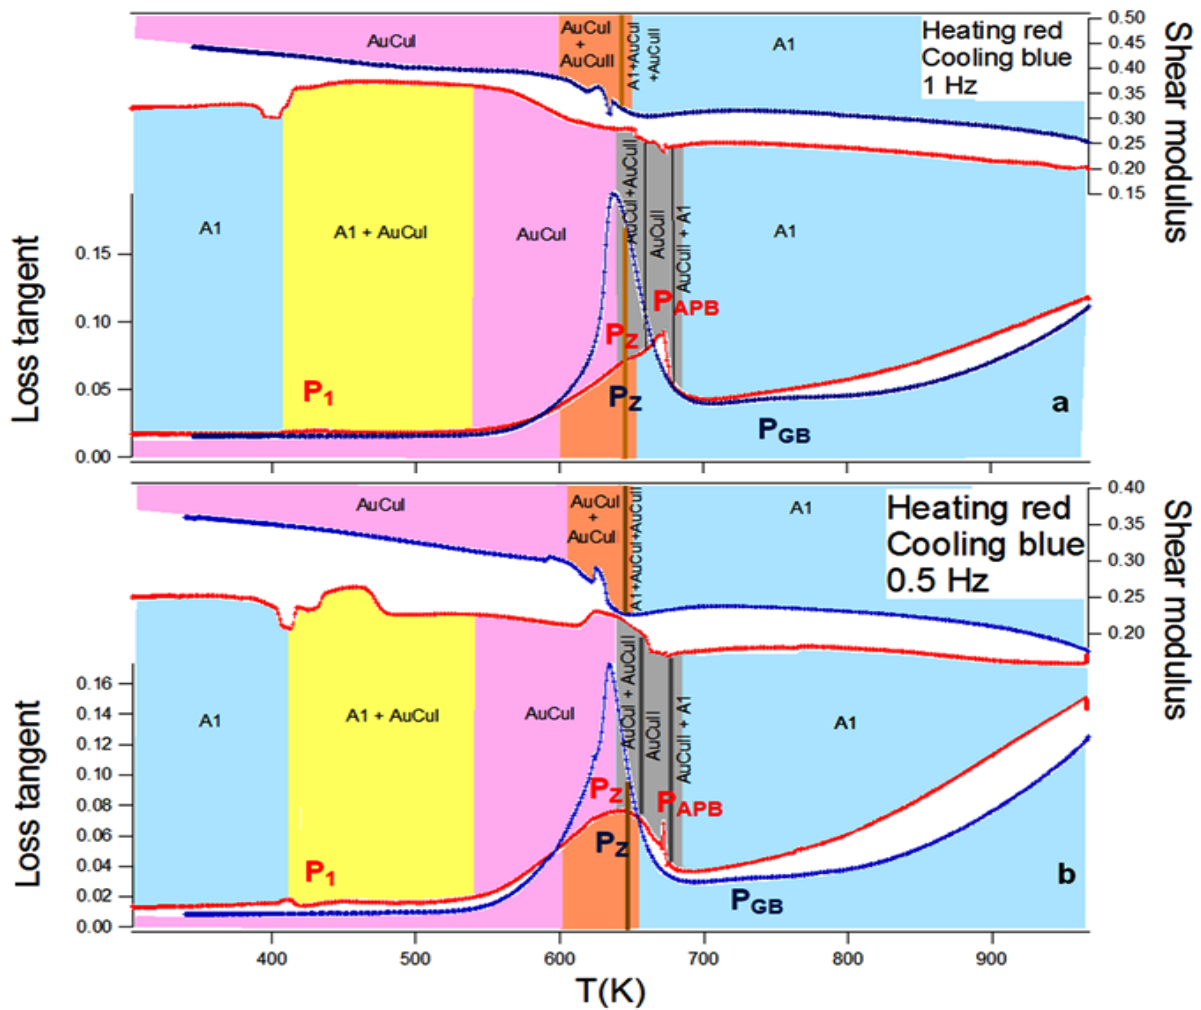 AuCuI
AuCuI
+
AuCuII
A1+AuCuI
+AuCuII
A1
Heating red
Cooling blue
1 Hz
0.50
0.45
0.40
0.35
0.30
0.25
0.20
0.15
Shear modulus
Loss tangent
0.15
0.10
0.05
0.00
A1
A1 + AuCuI
AuCuI
AuCuI+AuCuII
AuCuII
AuCuII + A1
A1
P1
PZ
PAPB
PZ
PGB
a
AuCuI
AuCuI
+
AuCuI
A1+AuCuI+AuCuII
A1
Heating red
Cooling blue
0.5 Hz
0.40
0.35
0.30
0.25
0.20
Shear modulus
Loss tangent
0.16
0.14
0.12
0.10
0.08
0.06
0.04
0.02
0.00
A1
A1 + AuCuI
AuCuI
AuCuI + AuCuII
AuCuII
AuCuII + A1
A1
P1
PZ
PAPB
PZ
PGB
b
400
500
600
700
800
900
T(K)